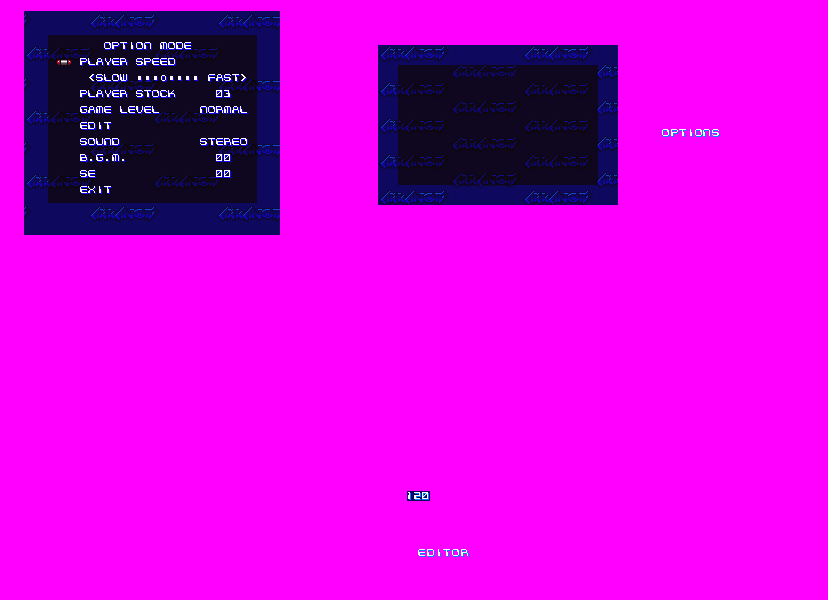 OPTION MODE
PLAYER SPEED
<SLOW FAST>
PLAYER STOCK 03
GAME LEVEL NORMAL
EDIT
SOUND STEREO
B.G.M. 00
SE 00
EXIT
OPTIONS
120
EDITOR